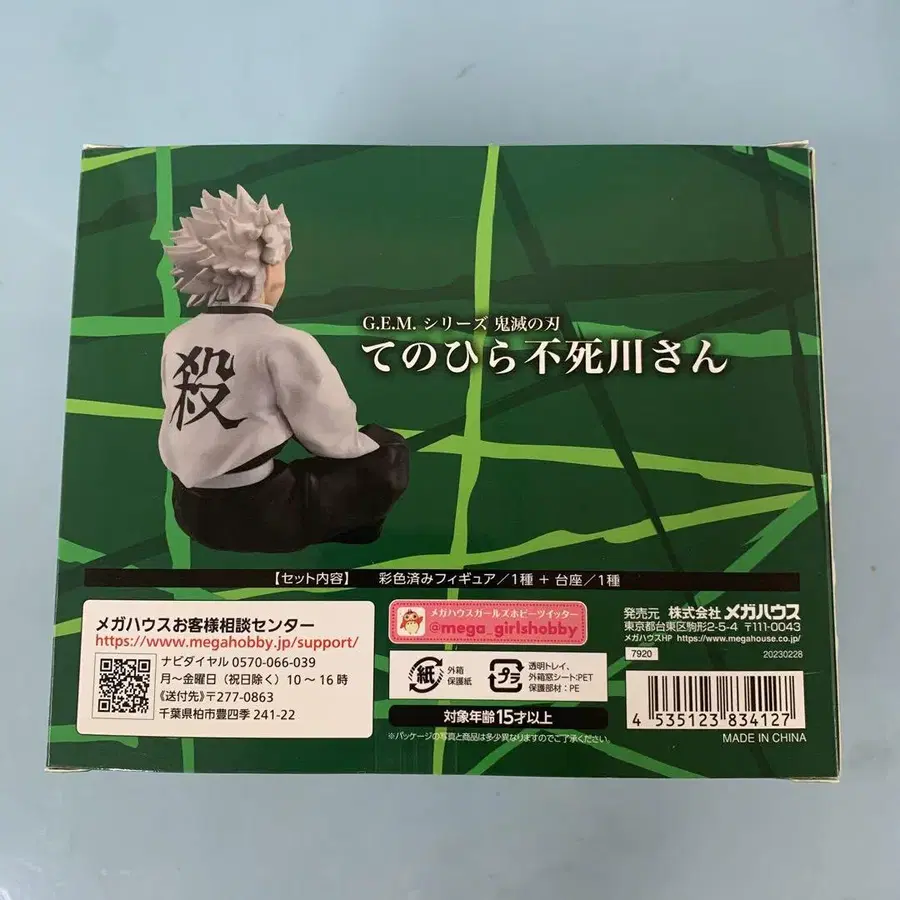 G.E.M. シリーズ 鬼滅の刃
てのひら不死川さん
殺
【セット内容】 彩色済みフィギュア／1種 + 台座／1種
メガハウスお客様相談センター
https://www.megahobby.jp/support/
ナビダイヤル 0570-066-039
月～金曜日（祝日除く）10～16時
《送付先》〒277-0863
千葉県柏市豊四季 241-22
メガハウスガールズホビーツイッター
@mega_girlshobby
紙
外箱
保護紙
プラ
透明トレイ、
外箱窓シート:PET
保護部材：PE
対象年齢15才以上
※パッケージの写真と商品は多少異なりますのでご了承ください。
発売元 株式会社 メガハウス
東京都台東区駒形2-5-4 〒111-0043
メガハウスHP https://www.megahouse.co.jp/
7920 20230228
4 535123 834127
MADE IN CHINA